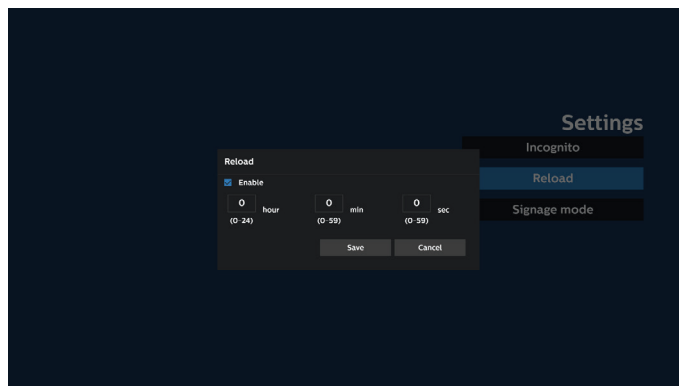 Settings
Incognito
Reload
Signage mode
Reload
Enable
0 hour 0 min 0 sec
(0-24) (0-59) (0-59)
Save Cancel